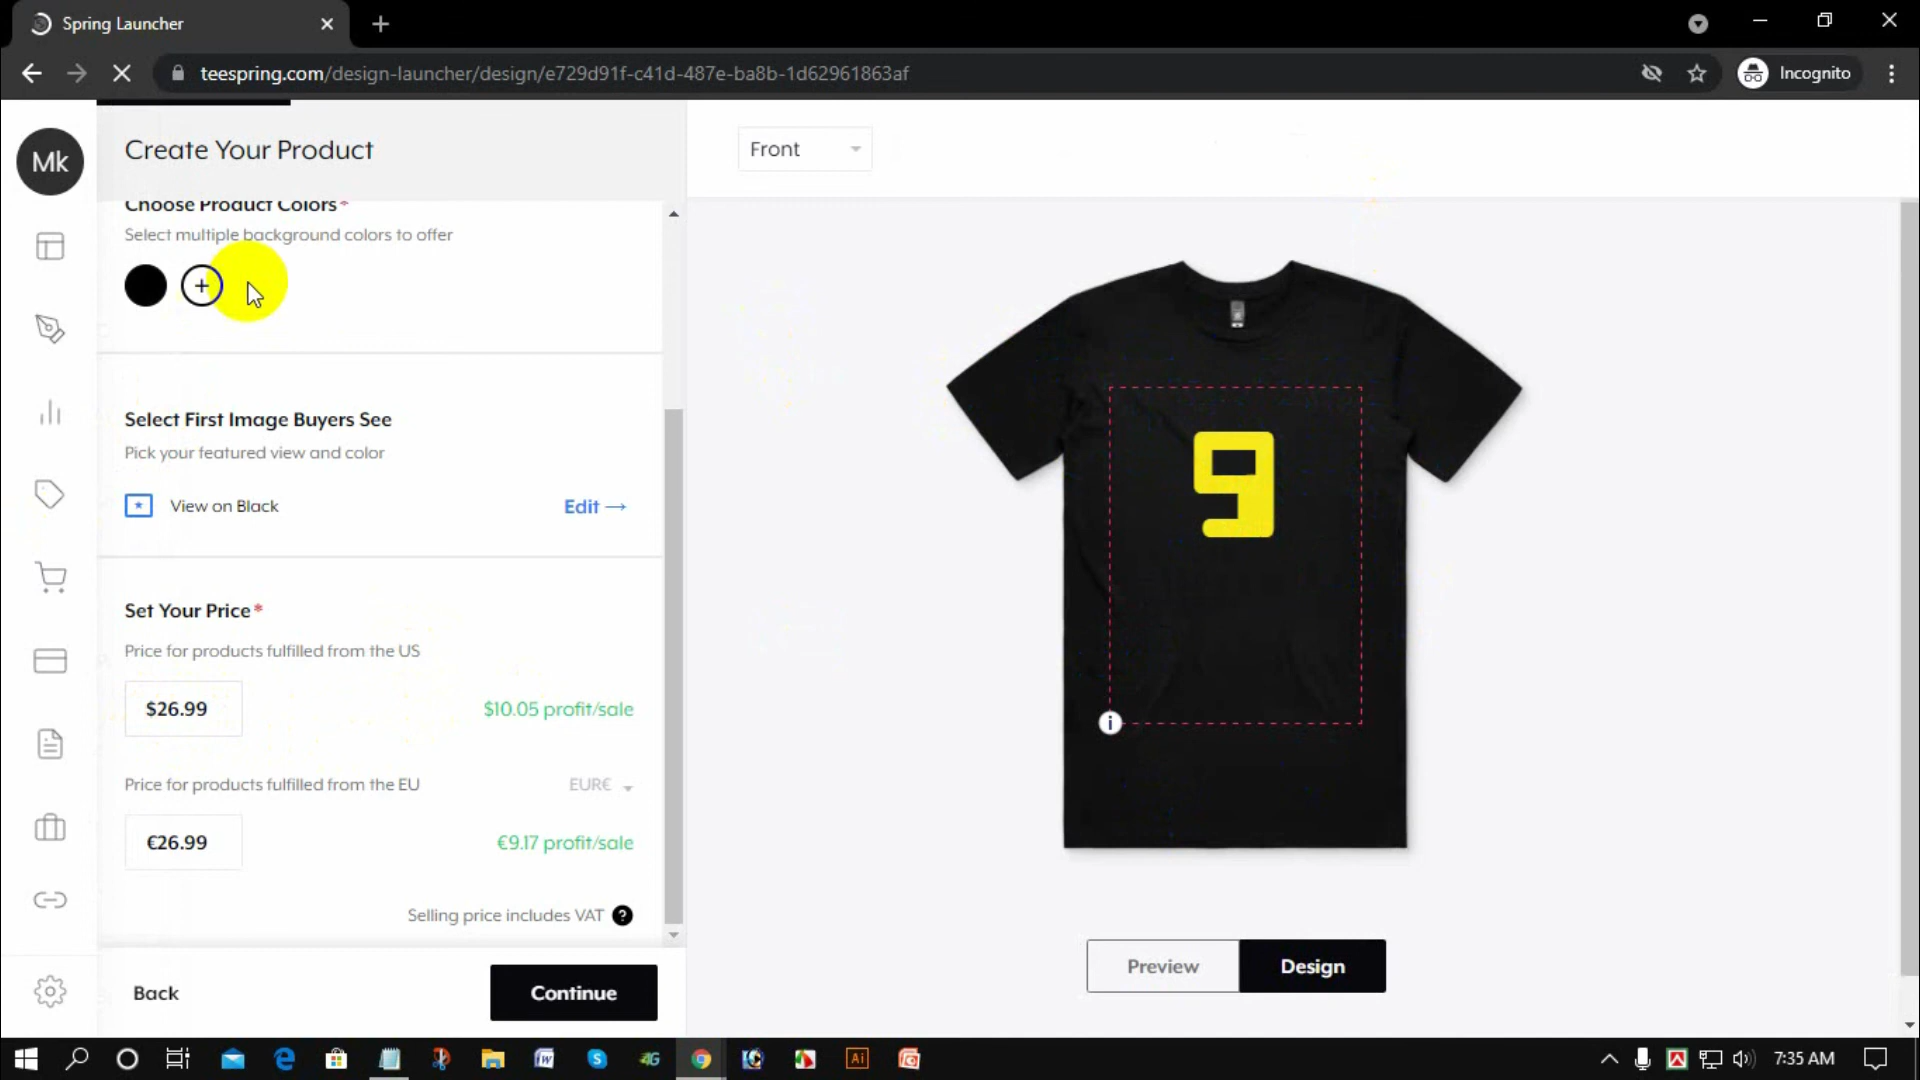 Spring Launcher
teespring.com/design-launcher/design/e729d91f-c41d-487e-ba8b-1d62961863af
Incognito
Mk
Create Your Product
Front
Choose Product Colors*
Select multiple background colors to offer
+
Select First Image Buyers See
Pick your featured view and color
View on Black
Edit →
Set Your Price*
Price for products fulfilled from the US
$26.99
$10.05 profit/sale
Price for products fulfilled from the EU
EUR€
€26.99
€9.17 profit/sale
Selling price includes VAT ?
Back
Continue
9
i
Preview
Design
4G
Ai
7:35 AM